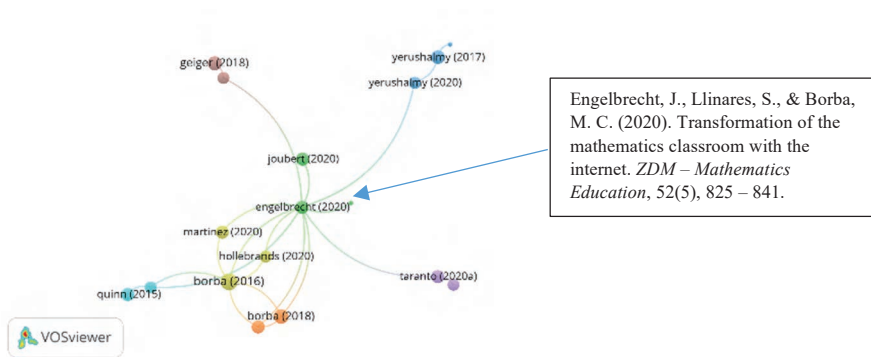 geiger (2018)
yerushalmy (2017)
yerushalmy (2020)
joubert (2020)
engelbrecht (2020)
martinez (2020)
hollebrands (2020)
borba (2016)
taranto (2020a)
quinn (2015)
borba (2018)
VOSviewer
Engelbrecht, J., Llinares, S., & Borba,
M. C. (2020). Transformation of the
mathematics classroom with the
internet. ZDM – Mathematics
Education, 52(5), 825 – 841.